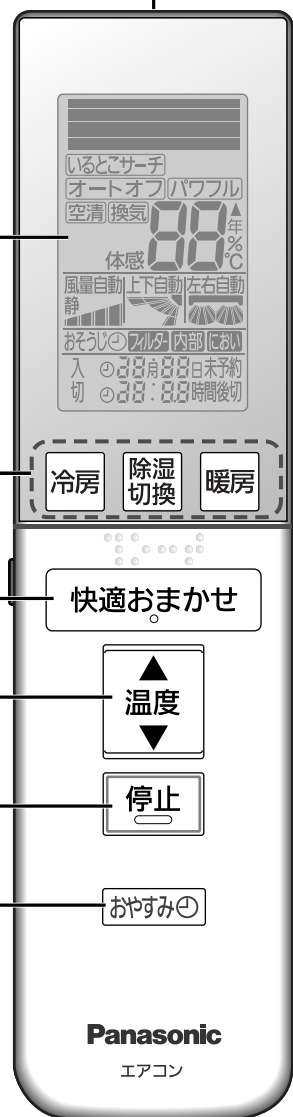 いるとこサーチ
オートオフ パワフル
空清 換気 88 年
% ℃
体感
風量自動 上下自動 左右自動
静
おそうじ フィルター 内部 におい
入 88月88日未予約
切 88:88時間後切
冷房 除湿切換 暖房
快適おまかせ
▲
温度
▼
停止
おやすみ
Panasonic
エアコン